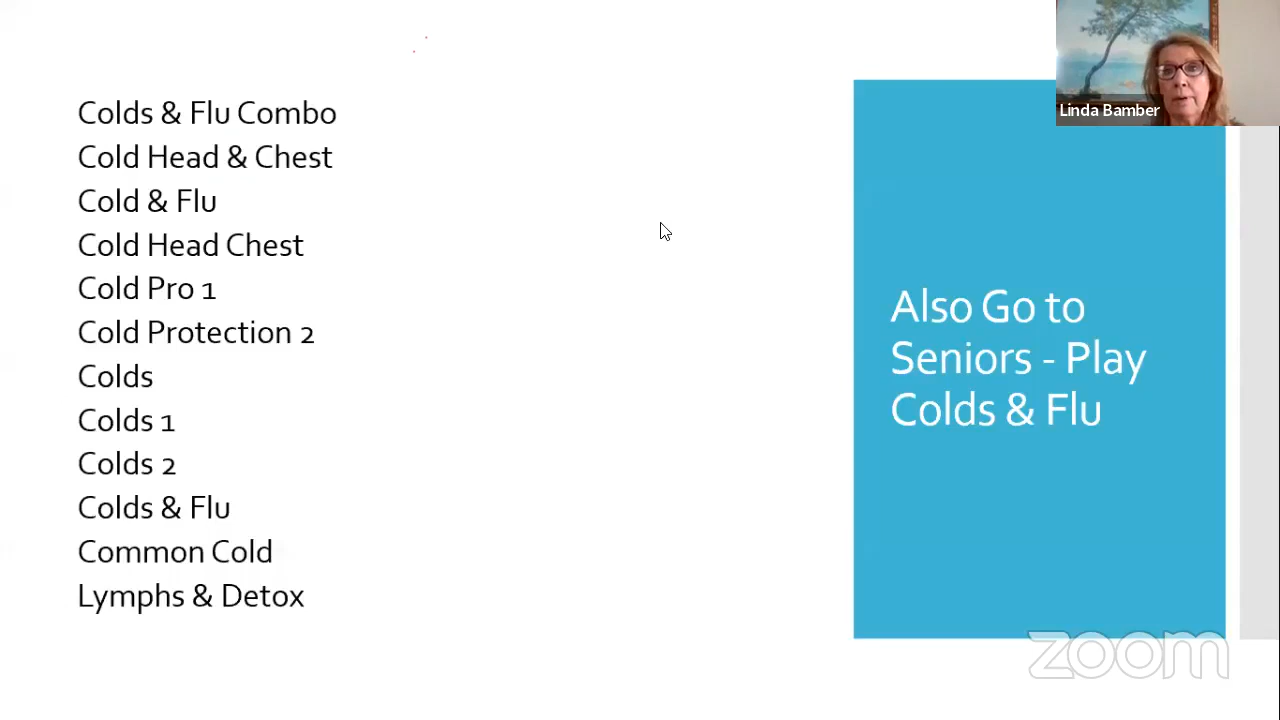 Colds & Flu Combo
Cold Head & Chest
Cold & Flu
Cold Head Chest
Cold Pro 1
Cold Protection 2
Colds
Colds 1
Colds 2
Colds & Flu
Common Cold
Lymphs & Detox
Linda Bamber
Also Go to
Seniors - Play
Colds & Flu
zoom